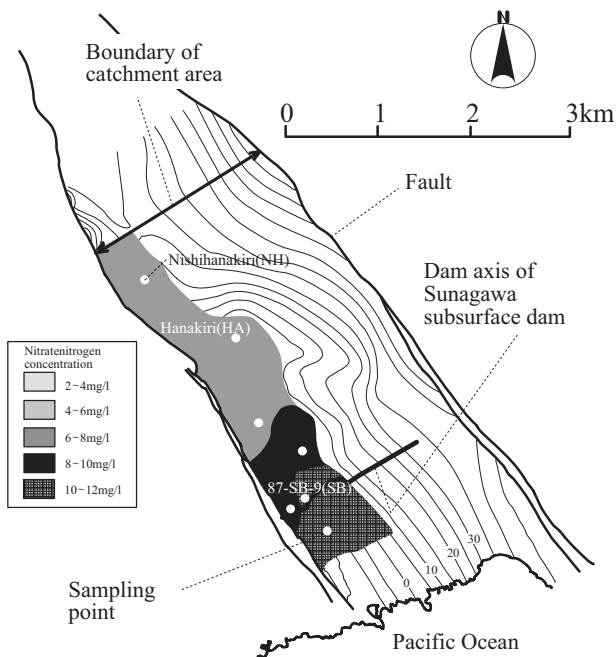 N
Boundary of
catchment area
0 1 2 3km
Fault
Nishihanakiri(NH)
Dam axis of
Sunagawa
subsurface dam
Hanakiri(HA)
Nitratenitrogen
concentration
2~4mg/l
4~6mg/l
6~8mg/l
8~10mg/l
10~12mg/l
87-SB-9(SB)
30
20
10
0
Sampling
point
Pacific Ocean